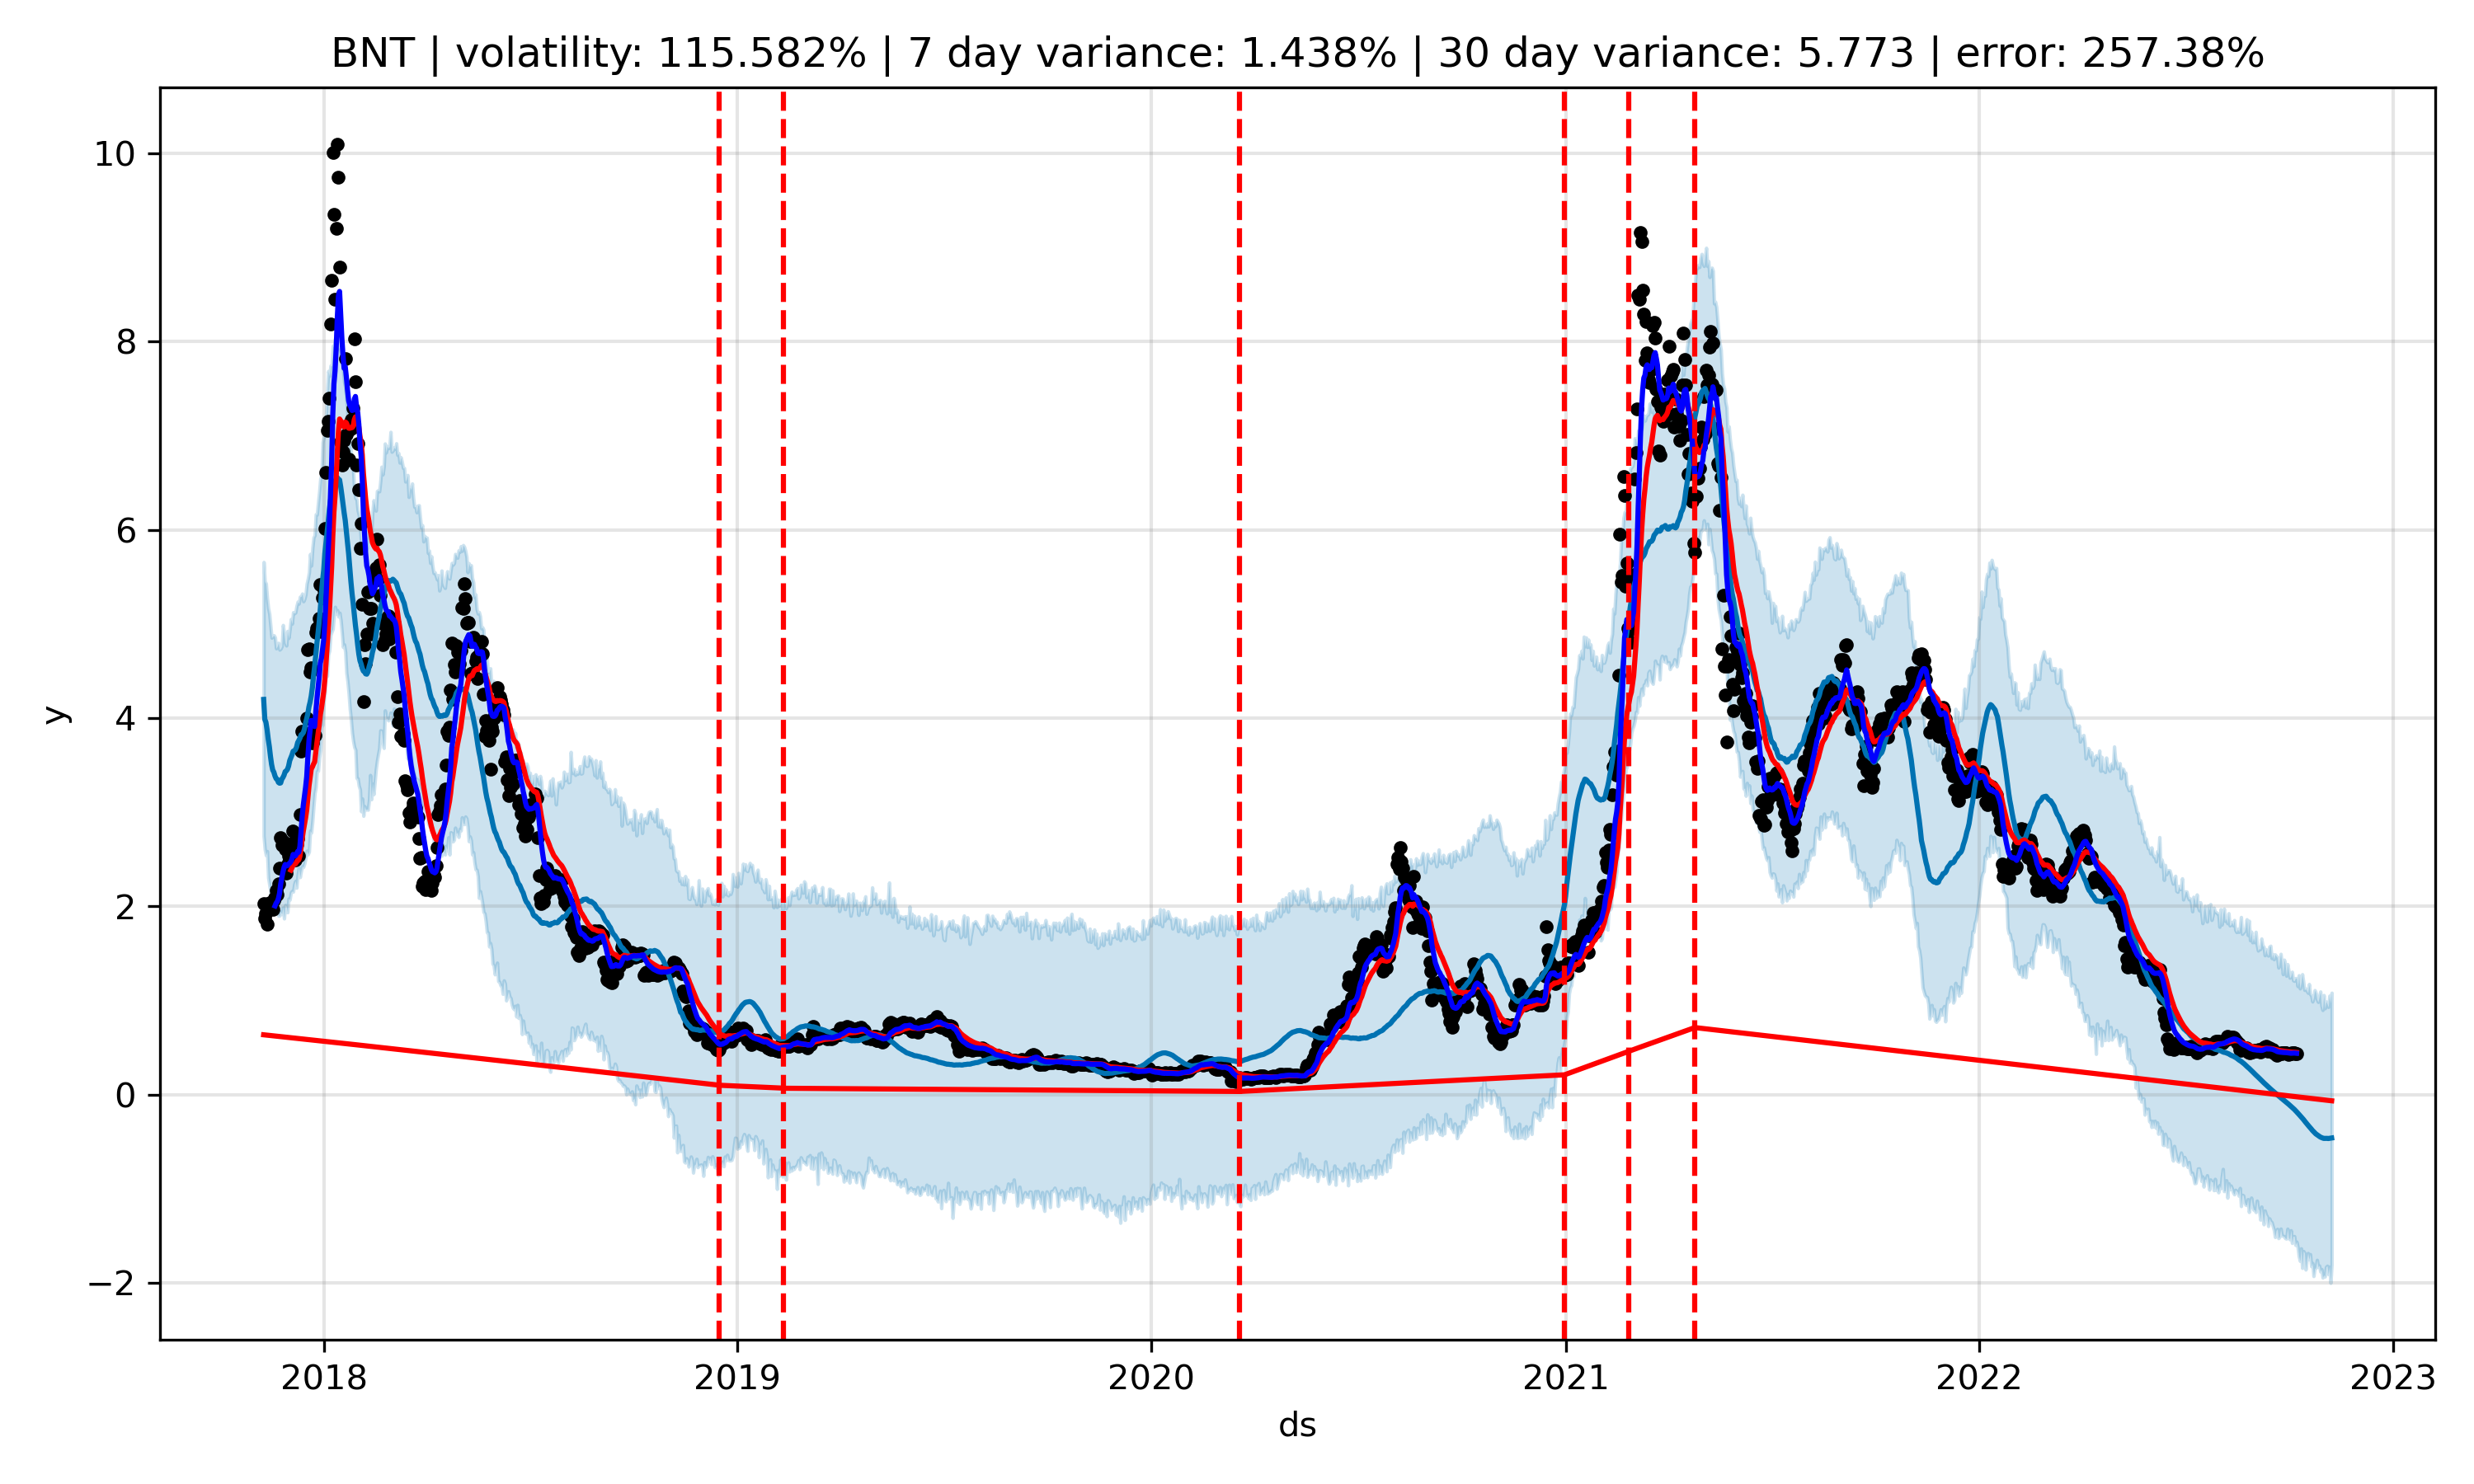 BNT | volatility: 115.582% | 7 day variance: 1.438% | 30 day variance: 5.773 | error: 257.38%
10
8
6
4
2
0
−2
y
2018 2019 2020 2021 2022 2023
ds